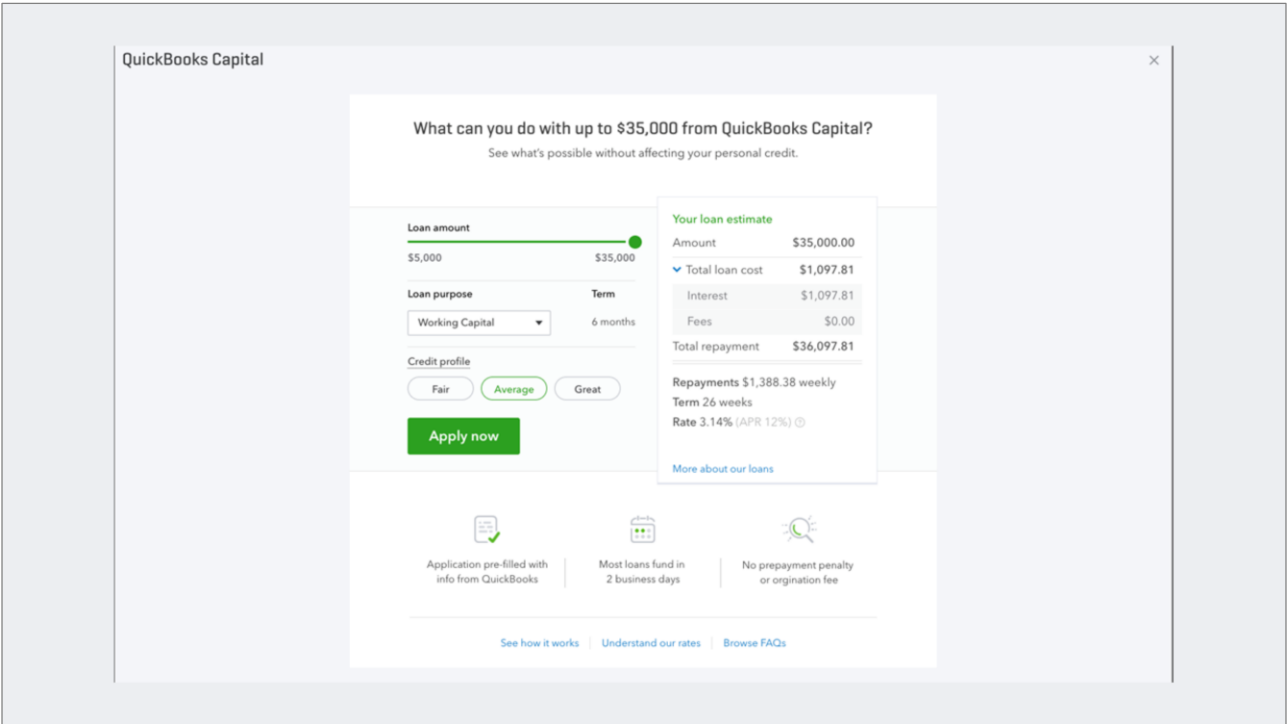 QuickBooks Capital
What can you do with up to $35,000 from QuickBooks Capital?
See what's possible without affecting your personal credit.
Loan amount
$5,000 $35,000
Loan purpose Term
Working Capital 6 months
Credit profile
Fair Average Great
Apply now
Your loan estimate
Amount $35,000.00
Total loan cost $1,097.81
Interest $1,097.81
Fees $0.00
Total repayment $36,097.81
Repayments $1,388.38 weekly
Term 26 weeks
Rate 3.14% (APR 12%)
More about our loans
Application pre-filled with
info from QuickBooks
Most loans fund in
2 business days
No prepayment penalty
or orgination fee
See how it works Understand our rates Browse FAQs